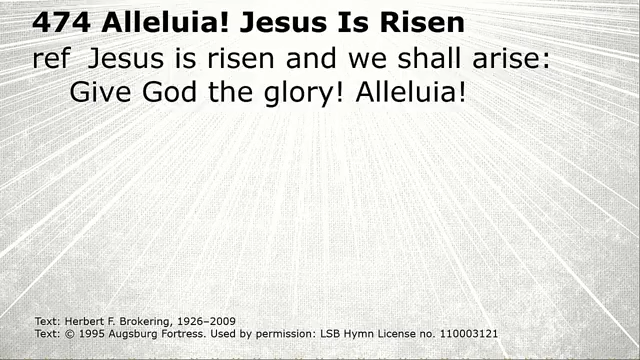 474 Alleluia! Jesus Is Risen
ref  Jesus is risen and we shall arise:
Give God the glory! Alleluia!
Text: Herbert F. Brokering, 1926–2009
Text: © 1995 Augsburg Fortress. Used by permission: LSB Hymn License no. 110003121